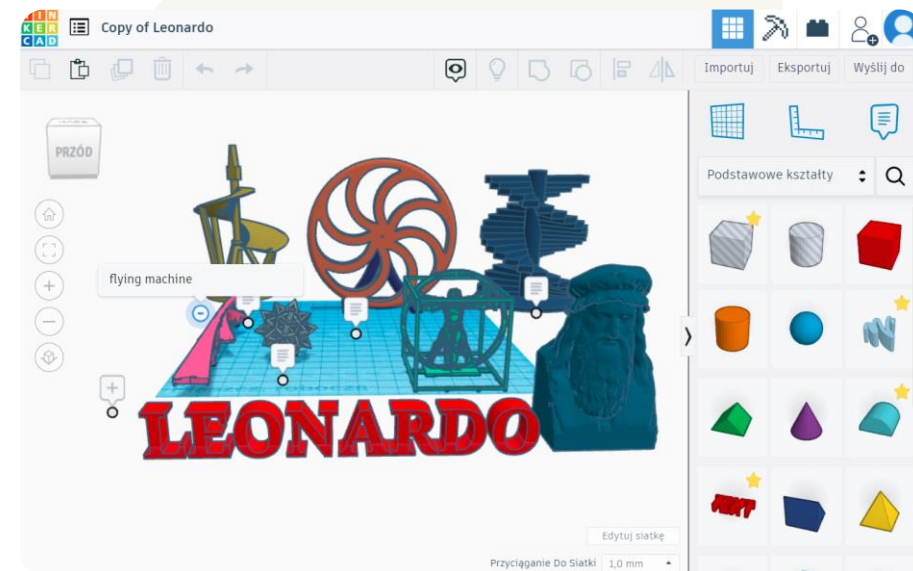 TIN
KER
CAD
Copy of Leonardo
Importuj
Eksportuj
Wyślij do
PRZÓD
Podstawowe kształty
flying machine
LEONARDO
TEXT
Edytuj siatkę
Przyciąganie Do Siatki
1,0 mm